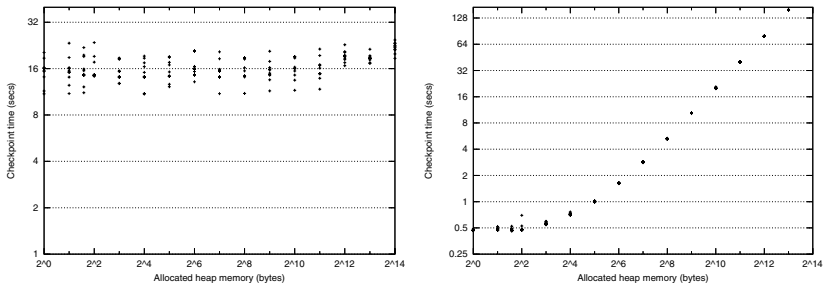 32
16
8
4
2
1
Checkpoint time (secs)
2^0 2^2 2^4 2^6 2^8 2^10 2^12 2^14
Allocated heap memory (bytes)
128
64
32
16
8
4
2
1
0.5
0.25
Checkpoint time (secs)
2^0 2^2 2^4 2^6 2^8 2^10 2^12 2^14
Allocated heap memory (bytes)